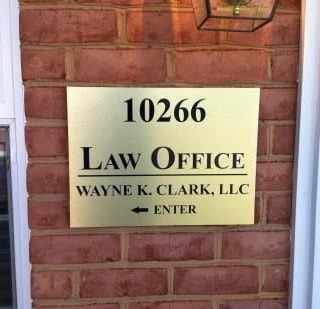 10266
LAW OFFICE
WAYNE K. CLARK, LLC
← ENTER